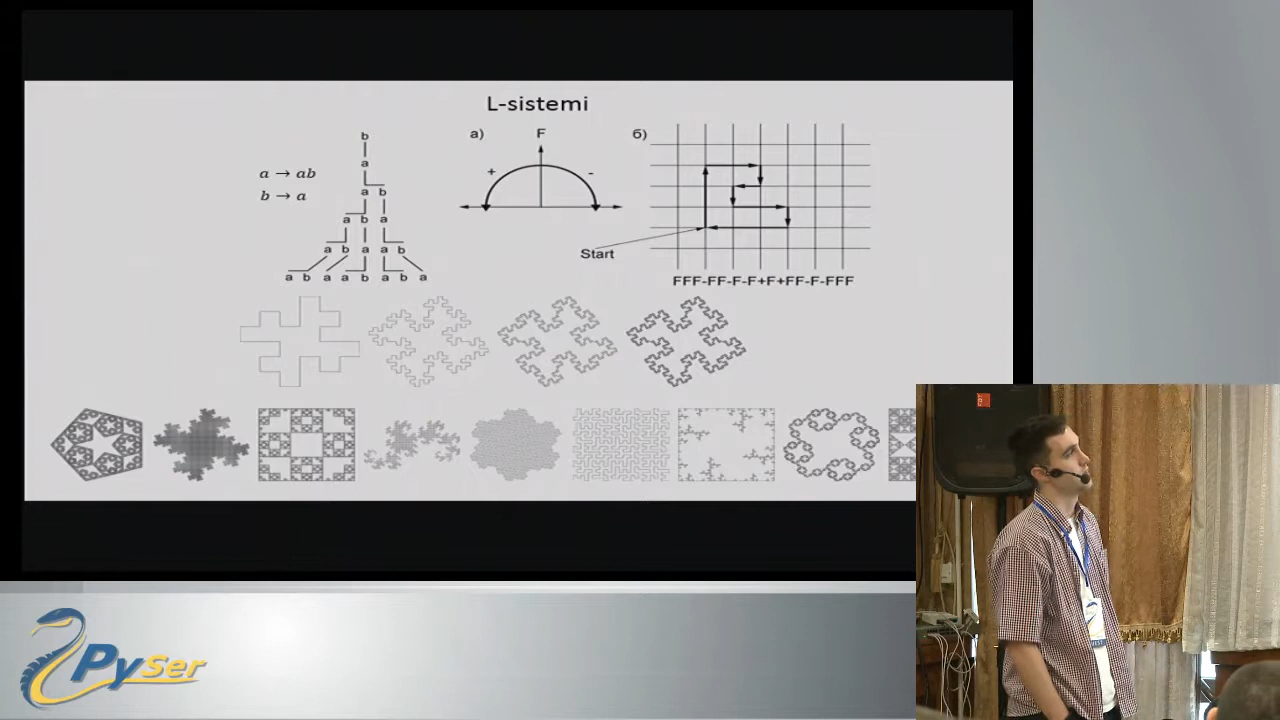 L-sistemi
a → ab
b → a
b
a
a b
a b a
a b a a b
a b a a b a b a
а)
F
+
-
б)
Start
FFF-FF-F-F+F+FF-F-FFF
PySer